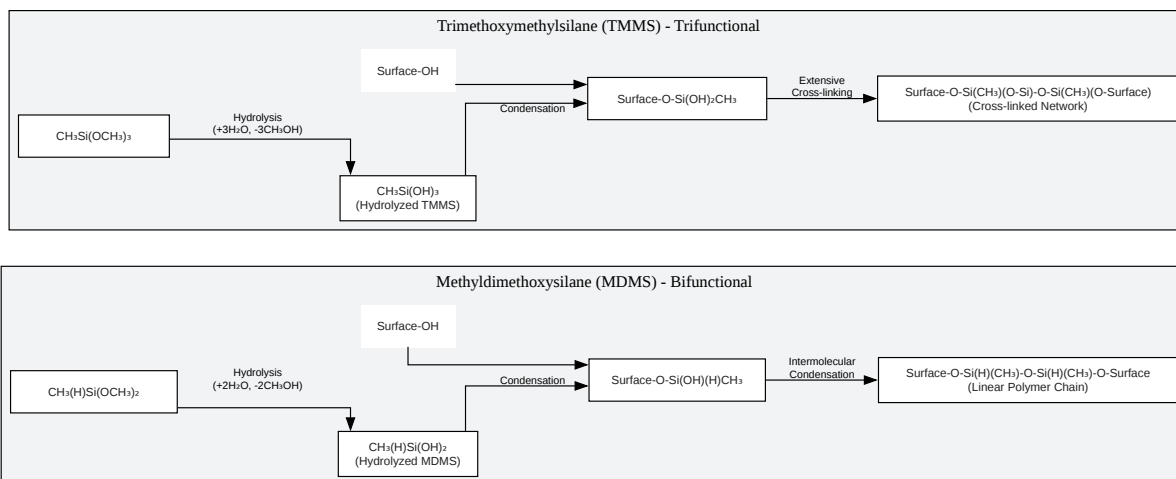 Trimethoxymethylsilane (TMMS) - Trifunctional
Surface-OH
Extensive
Cross-linking
Surface-O-Si(OH)₂CH₃
Surface-O-Si(CH₃)(O-Si)-O-Si(CH₃)(O-Surface)
(Cross-linked Network)
Condensation
Hydrolysis
(+3H₂O, -3CH₃OH)
CH₃Si(OCH₃)₃
CH₃Si(OH)₃
(Hydrolyzed TMMS)
Methyldimethoxysilane (MDMS) - Bifunctional
Surface-OH
Intermolecular
Condensation
Surface-O-Si(OH)(H)CH₃
Surface-O-Si(H)(CH₃)-O-Si(H)(CH₃)-O-Surface
(Linear Polymer Chain)
Condensation
Hydrolysis
(+2H₂O, -2CH₃OH)
CH₃(H)Si(OCH₃)₂
CH₃(H)Si(OH)₂
(Hydrolyzed MDMS)